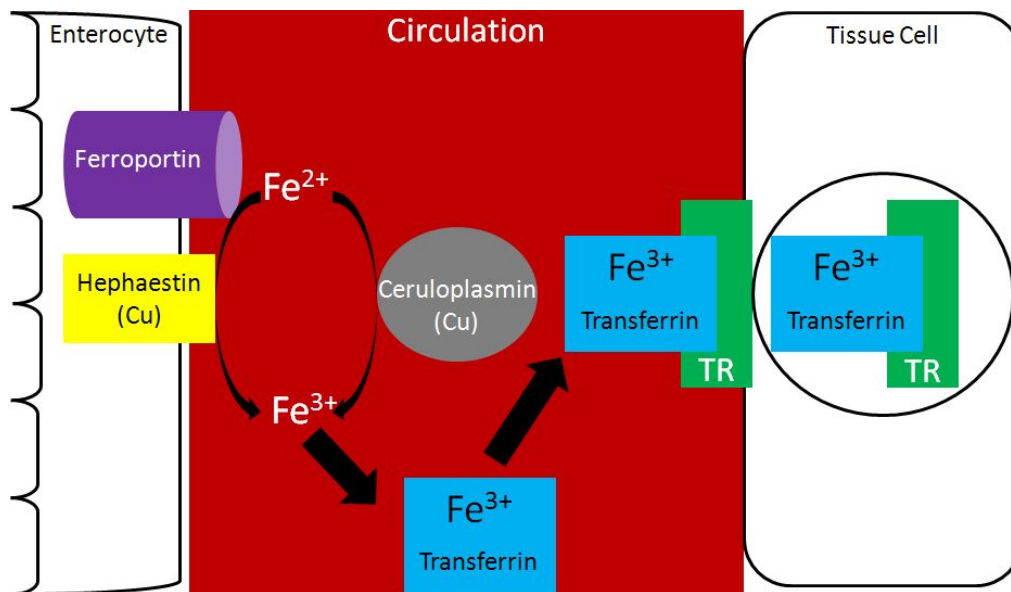 Enterocyte
Circulation
Tissue Cell
Ferroportin
Fe²⁺
Hephaestin
(Cu)
Ceruloplasmin
(Cu)
Fe³⁺
Transferrin
TR
Fe³⁺
Transferrin
TR
Fe³⁺
Fe³⁺
Transferrin